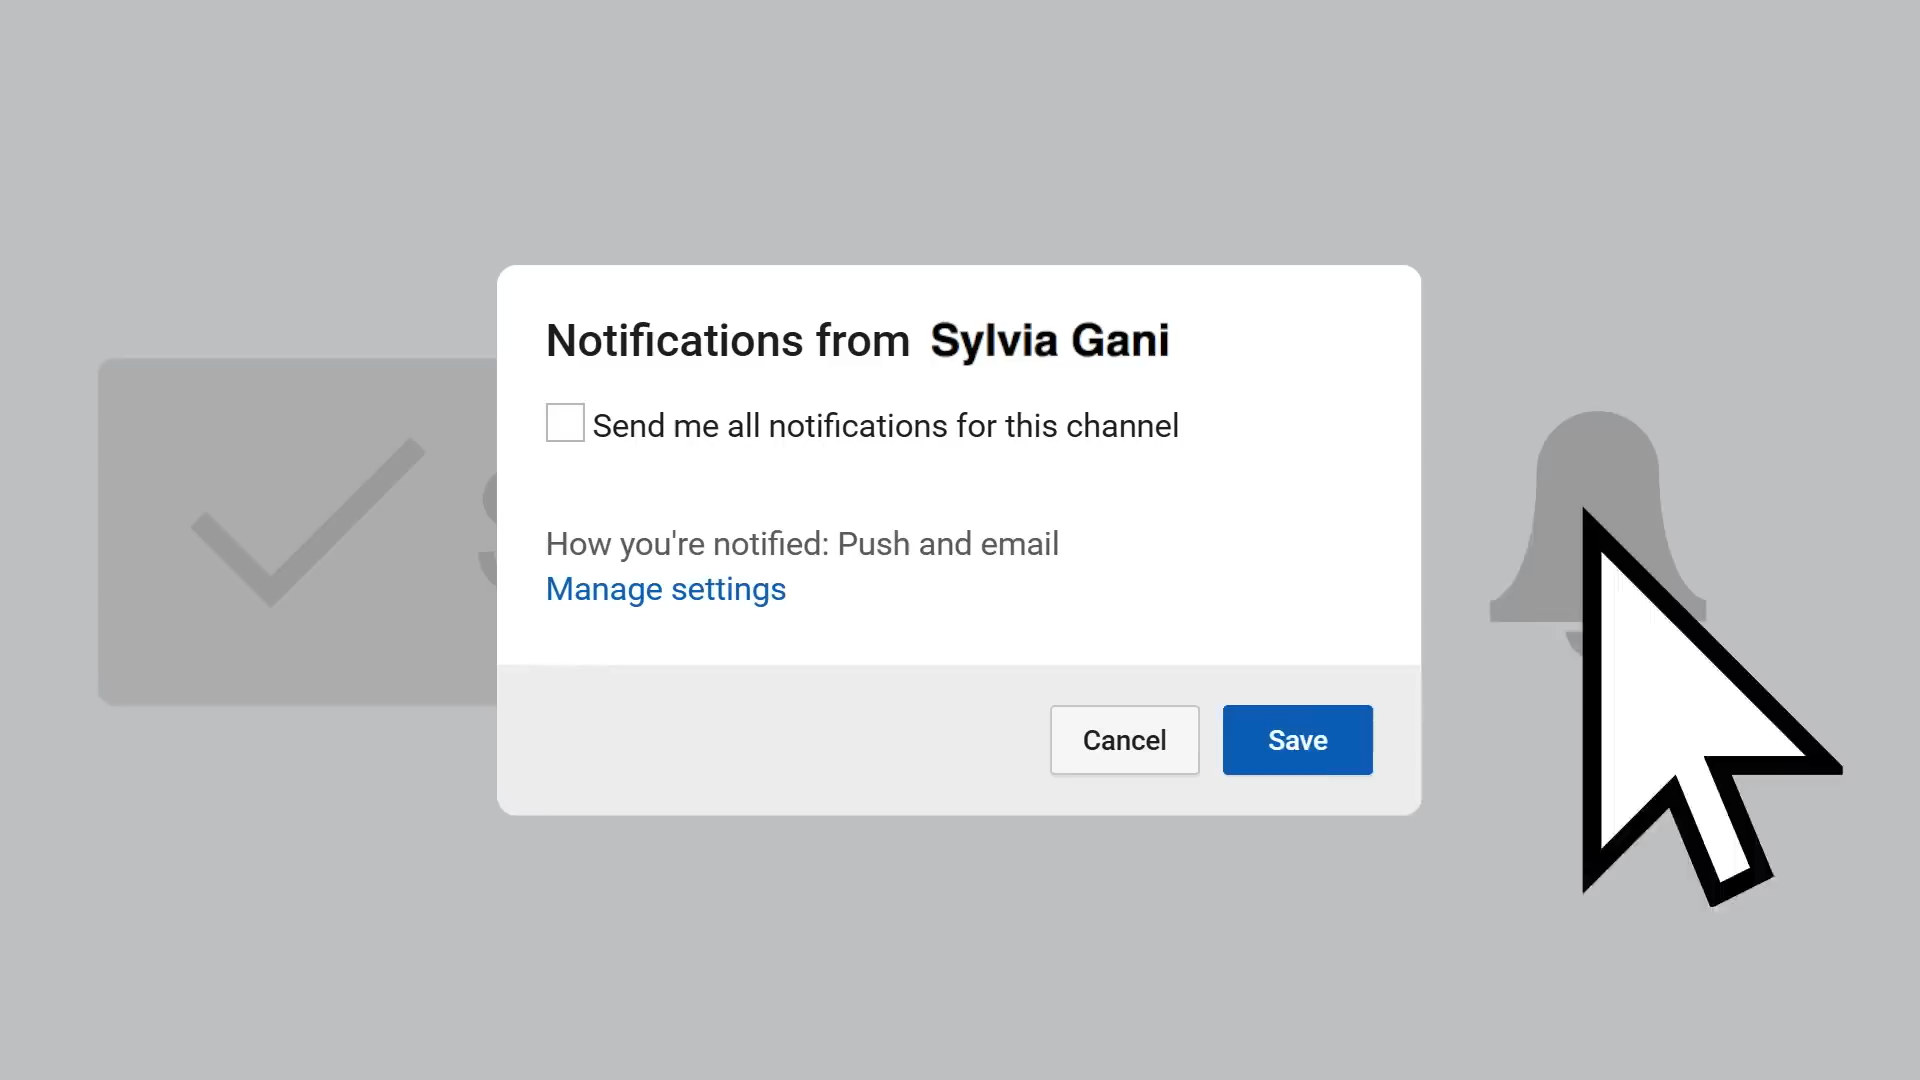 Notifications from Sylvia Gani
Send me all notifications for this channel
How you're notified: Push and email
Manage settings
Cancel
Save